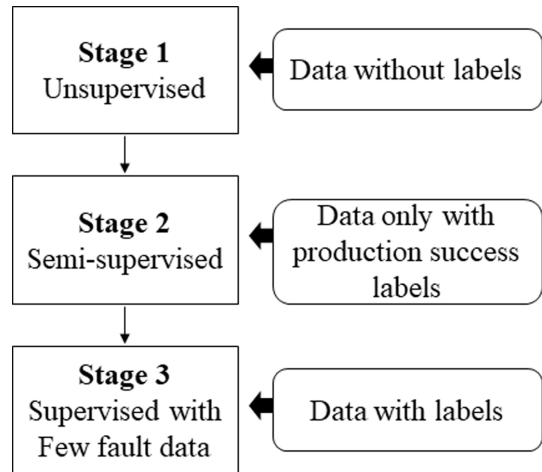 Stage 1
Unsupervised
Data without labels
Stage 2
Semi-supervised
Data only with
production success
labels
Stage 3
Supervised with
Few fault data
Data with labels